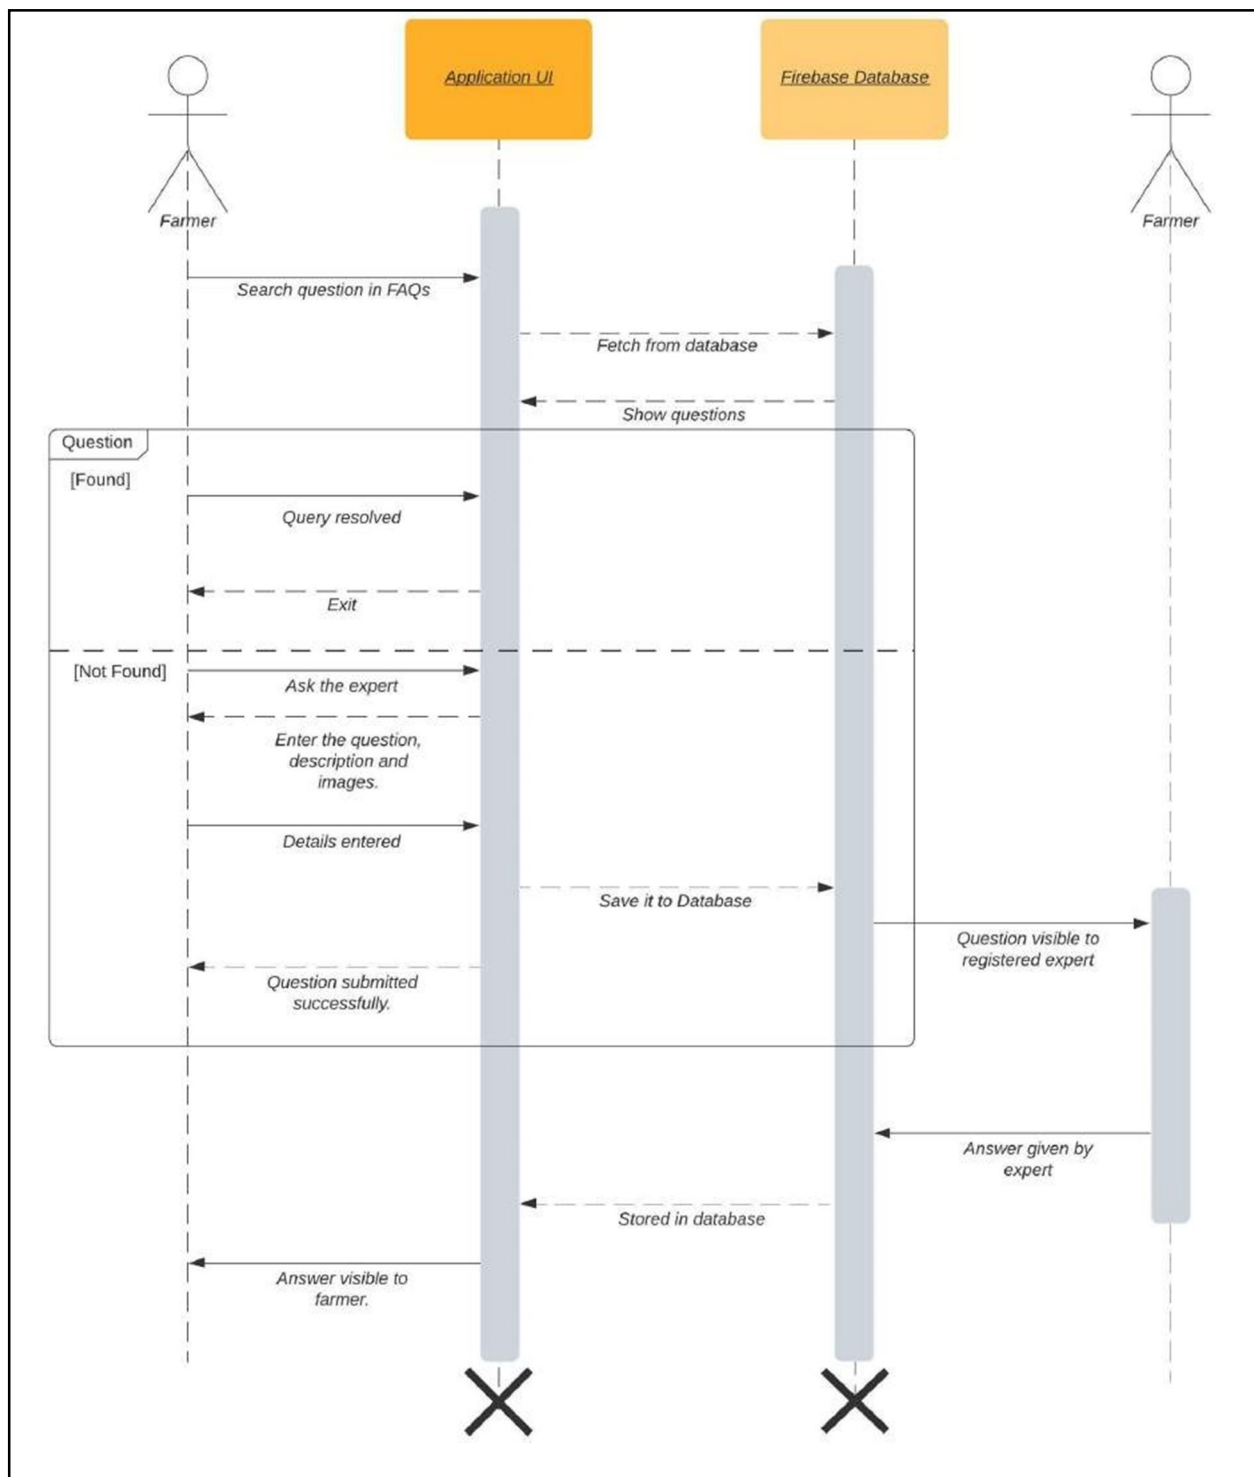 Application UI
Firebase Database
Farmer
Farmer
Search question in FAQs
Fetch from database
Show questions
Question
[Found]
Query resolved
Exit
[Not Found]
Ask the expert
Enter the question,
description and
images.
Details entered
Save it to Database
Question visible to
registered expert
Question submitted
successfully.
Answer given by
expert
Stored in database
Answer visible to
farmer.